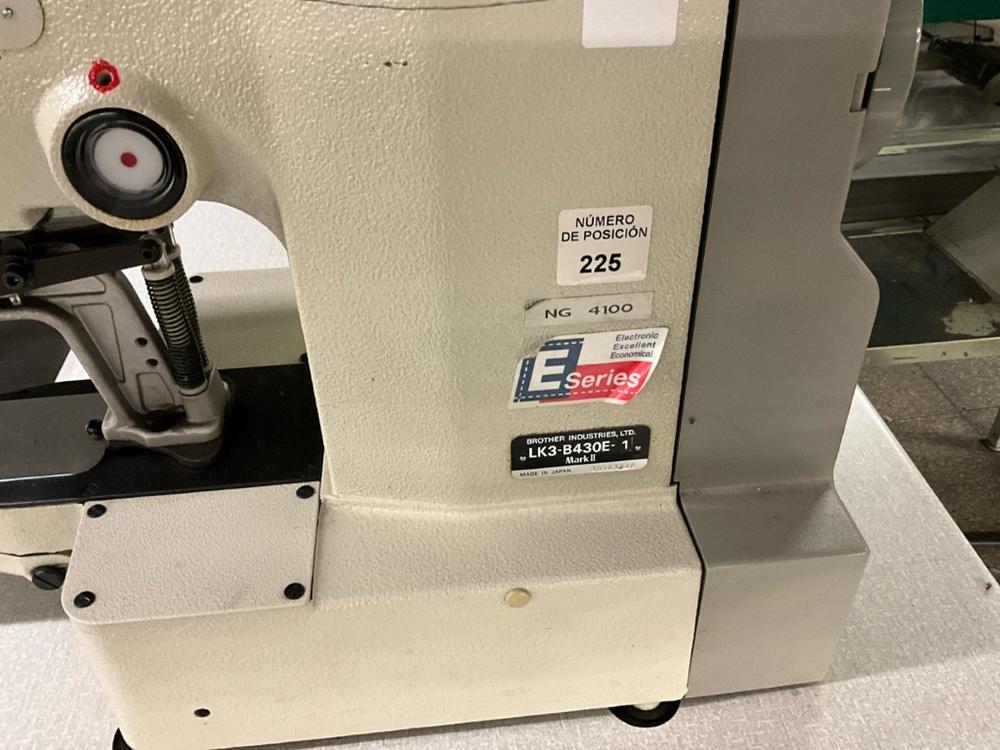 NÚMERO
DE POSICIÓN
225
NG 4100
Electronic
Excellent
Economical
E Series
BROTHER INDUSTRIES, LTD.
LK3-B430E-1
Mark II
MADE IN JAPAN